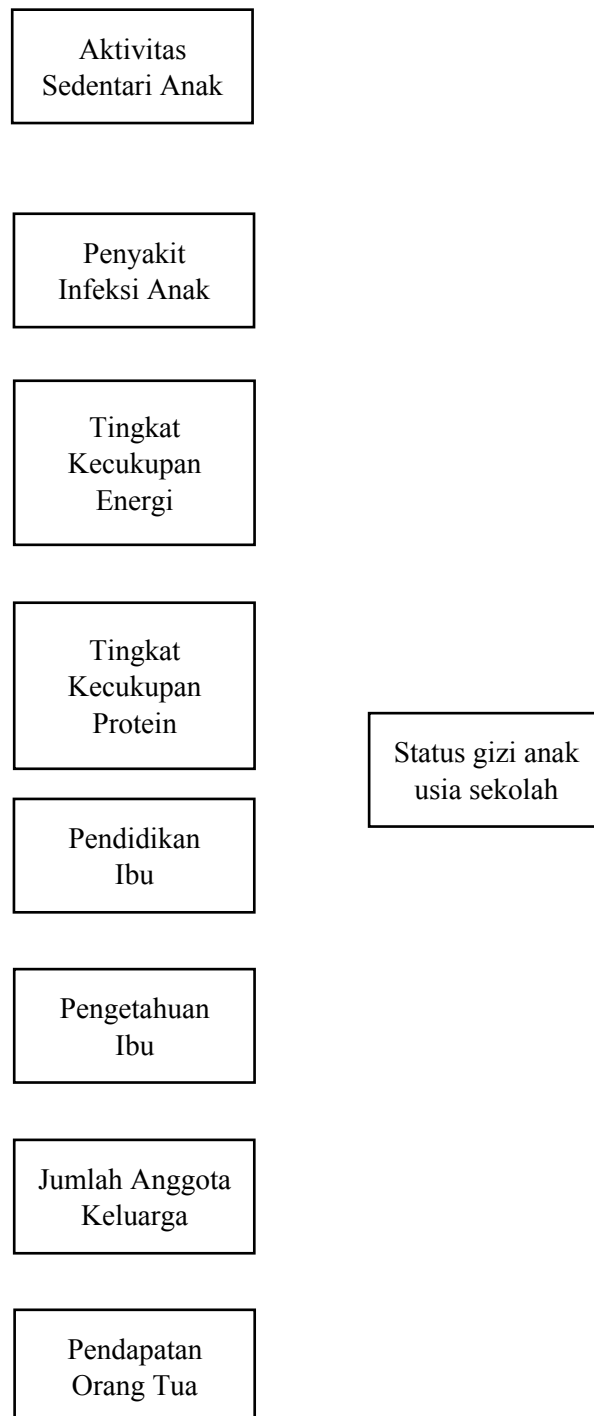 Aktivitas
Sedentari Anak
Penyakit
Infeksi Anak
Tingkat
Kecukupan
Energi
Tingkat
Kecukupan
Protein
Status gizi anak
usia sekolah
Pendidikan
Ibu
Pengetahuan
Ibu
Jumlah Anggota
Keluarga
Pendapatan
Orang Tua